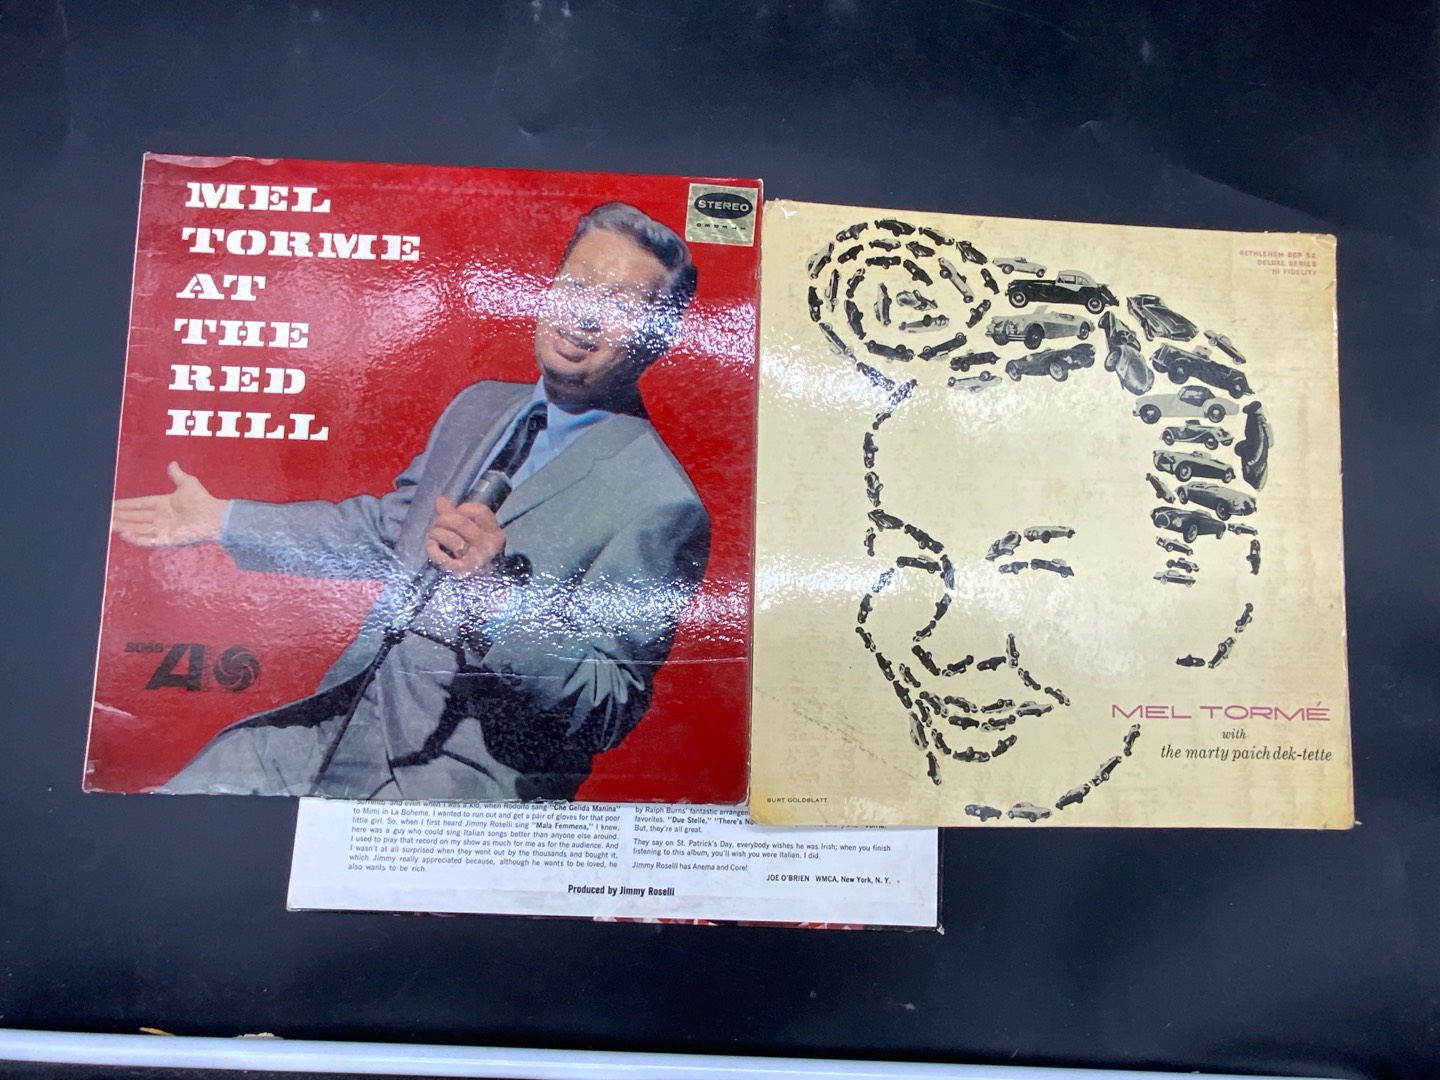 MEL
TORME
AT
THE
RED
HILL
STEREO
BETHLEHEM BCP 52
DELUXE SERIES
HI FIDELITY
MEL TORMÉ
with
the marty paich dek-tette
BURT GOLDBLATT
Sorrento" and even when I was a kid, when Rodolfo sang "Che Gelida Manina"
to Mimi in La Boheme, I wanted to run out and get a pair of gloves for that poor
little girl. So, when I first heard Jimmy Roselli sing "Mala Femmena," I knew,
here was a guy who could sing Italian songs better than anyone else around.
I used to play that record on my show as much for me as for the audience. And
I wasn't at all surprised when they went out by the thousands and bought it,
which Jimmy really appreciated because, although he wants to be loved, he
also wants to be rich.
by Ralph Burns' fantastic
favorites: "Due Stelle," "There's
But, they're all great.
They say on St. Patrick's Day, everybody wishes he was Irish; when you finish
listening to this album, you'll wish you were Italian. I did.
Jimmy Roselli has Anema and Core!
JOE O'BRIEN WMCA, New York, N. Y.
Produced by Jimmy Roselli